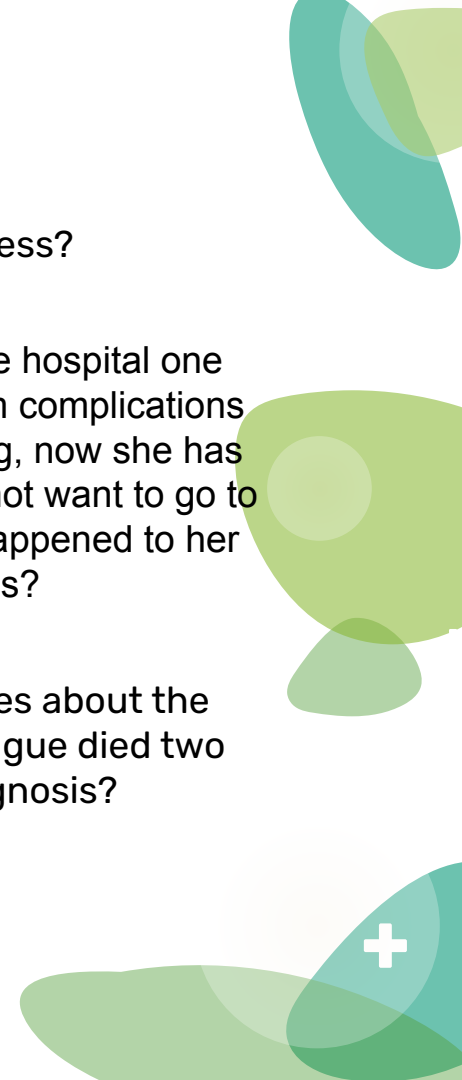 ess?
e hospital one
n complications
g, now she has
not want to go to
appened to her
s?
es about the
gue died two
gnosis?